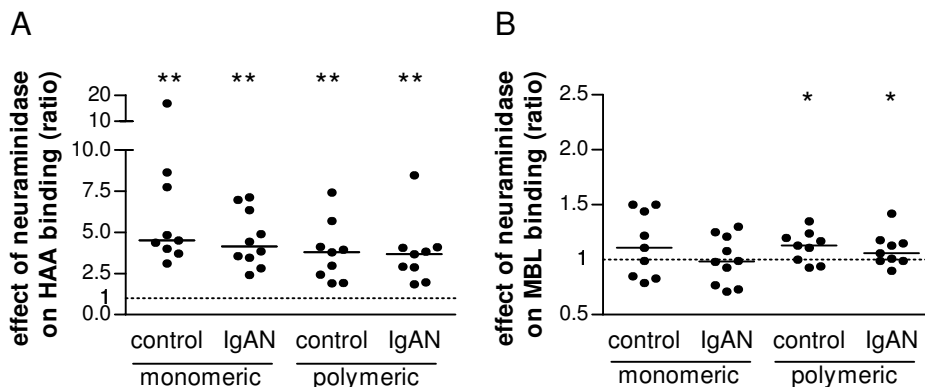 A
effect of neuraminidase
on HAA binding (ratio)
** ** ** **
20
10
10.0
7.5
5.0
2.5
1
0.0
control IgAN control IgAN
monomeric polymeric
B
effect of neuraminidase
on MBL binding (ratio)
* *
2.5
2.0
1.5
1
0.5
control IgAN control IgAN
monomeric polymeric